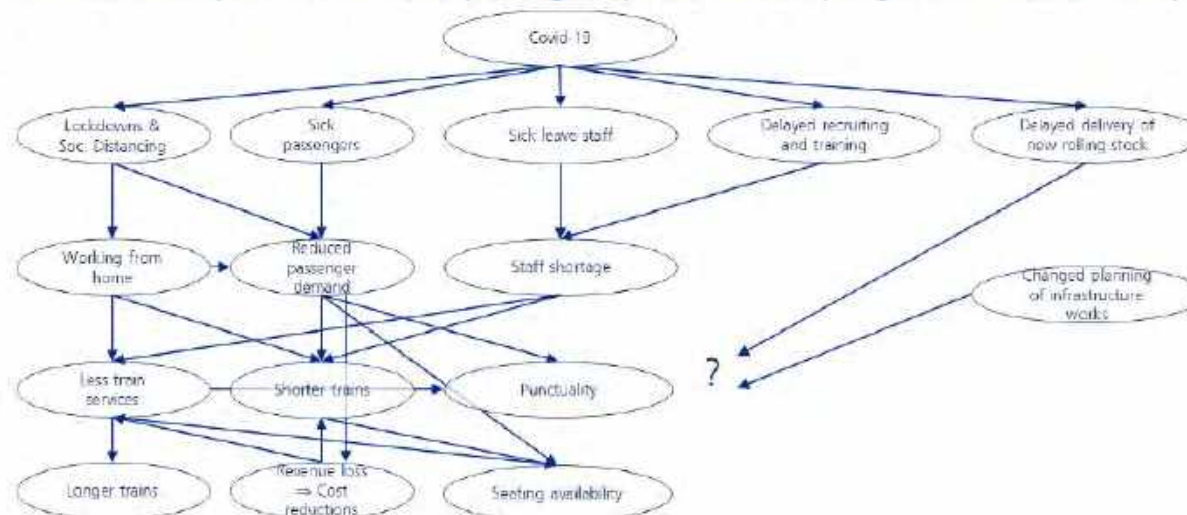 Covid-19
Lockdowns &
Soc. Distancing
Sick
passengers
Sick leave staff
Delayed recruiting
and training
Delayed delivery of
new rolling stock
Working from
home
Reduced
passenger
demand
Staff shortage
Changed planning
of infrastructure
works
Less train
services
Shorter trains
Punctuality
?
Longer trains
Revenue loss
⇒ Cost
reductions
Seating availability